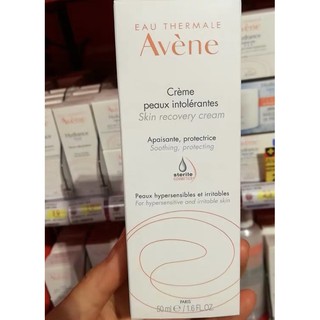 EAU THERMALE
Avène
Crème
peaux intolérantes
Skin recovery cream
Apaisante, protectrice
Soothing, protecting
sterile
Peaux hypersensibles et irritables
For hypersensitive and irritable skin
PARIS
50 ml e / 1.6 FL. OZ.